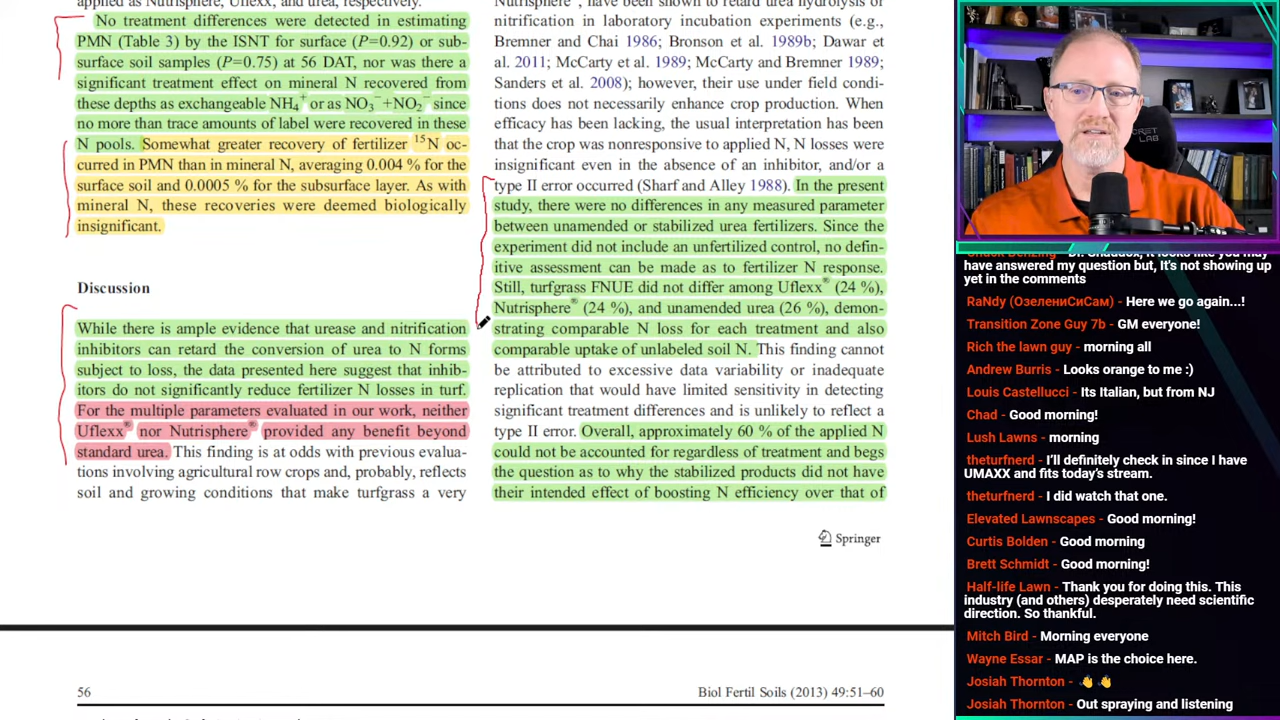 applied as Nutrisphere, Uflexx, and urea, respectively.
No treatment differences were detected in estimating
PMN (Table 3) by the ISNT for surface (P=0.92) or sub-
surface soil samples (P=0.75) at 56 DAT, nor was there a
significant treatment effect on mineral N recovered from
these depths as exchangeable NH₄⁺ or as NO₃⁻+NO₂⁻ since
no more than trace amounts of label were recovered in these
N pools. Somewhat greater recovery of fertilizer ¹⁵N oc-
curred in PMN than in mineral N, averaging 0.004 % for the
surface soil and 0.0005 % for the subsurface layer. As with
mineral N, these recoveries were deemed biologically
insignificant.
Discussion
While there is ample evidence that urease and nitrification
inhibitors can retard the conversion of urea to N forms
subject to loss, the data presented here suggest that inhib-
itors do not significantly reduce fertilizer N losses in turf.
For the multiple parameters evaluated in our work, neither
Uflexx® nor Nutrisphere® provided any benefit beyond
standard urea. This finding is at odds with previous evalua-
tions involving agricultural row crops and, probably, reflects
soil and growing conditions that make turfgrass a very
Nutrisphere®, have been shown to retard urea hydrolysis or
nitrification in laboratory incubation experiments (e.g.,
Bremner and Chai 1986; Bronson et al. 1989b; Dawar et
al. 2011; McCarty et al. 1989; McCarty and Bremner 1989;
Sanders et al. 2008); however, their use under field condi-
tions does not necessarily enhance crop production. When
efficacy has been lacking, the usual interpretation has been
that the crop was nonresponsive to applied N, N losses were
insignificant even in the absence of an inhibitor, and/or a
type II error occurred (Sharf and Alley 1988). In the present
study, there were no differences in any measured parameter
between unamended or stabilized urea fertilizers. Since the
experiment did not include an unfertilized control, no defin-
itive assessment can be made as to fertilizer N response.
Still, turfgrass FNUE did not differ among Uflexx® (24 %),
Nutrisphere® (24 %), and unamended urea (26 %), demon-
strating comparable N loss for each treatment and also
comparable uptake of unlabeled soil N. This finding cannot
be attributed to excessive data variability or inadequate
replication that would have limited sensitivity in detecting
significant treatment differences and is unlikely to reflect a
type II error. Overall, approximately 60 % of the applied N
could not be accounted for regardless of treatment and begs
the question as to why the stabilized products did not have
their intended effect of boosting N efficiency over that of
Springer
56
Biol Fertil Soils (2013) 49:51–60
have answered my question but, It's not showing up
yet in the comments
RaNdy (ОзелениСиСам) - Here we go again...!
Transition Zone Guy 7b - GM everyone!
Rich the lawn guy - morning all
Andrew Burris - Looks orange to me :)
Louis Castellucci - Its Italian, but from NJ
Chad - Good morning!
Lush Lawns - morning
theturfnerd - I'll definitely check in since I have
UMAXX and fits today's stream.
theturfnerd - I did watch that one.
Elevated Lawnscapes - Good morning!
Curtis Bolden - Good morning
Brett Schmidt - Good morning!
Half-life Lawn - Thank you for doing this. This
industry (and others) desperately need scientific
direction. So thankful.
Mitch Bird - Morning everyone
Wayne Essar - MAP is the choice here.
Josiah Thornton - 👋 👋
Josiah Thornton - Out spraying and listening